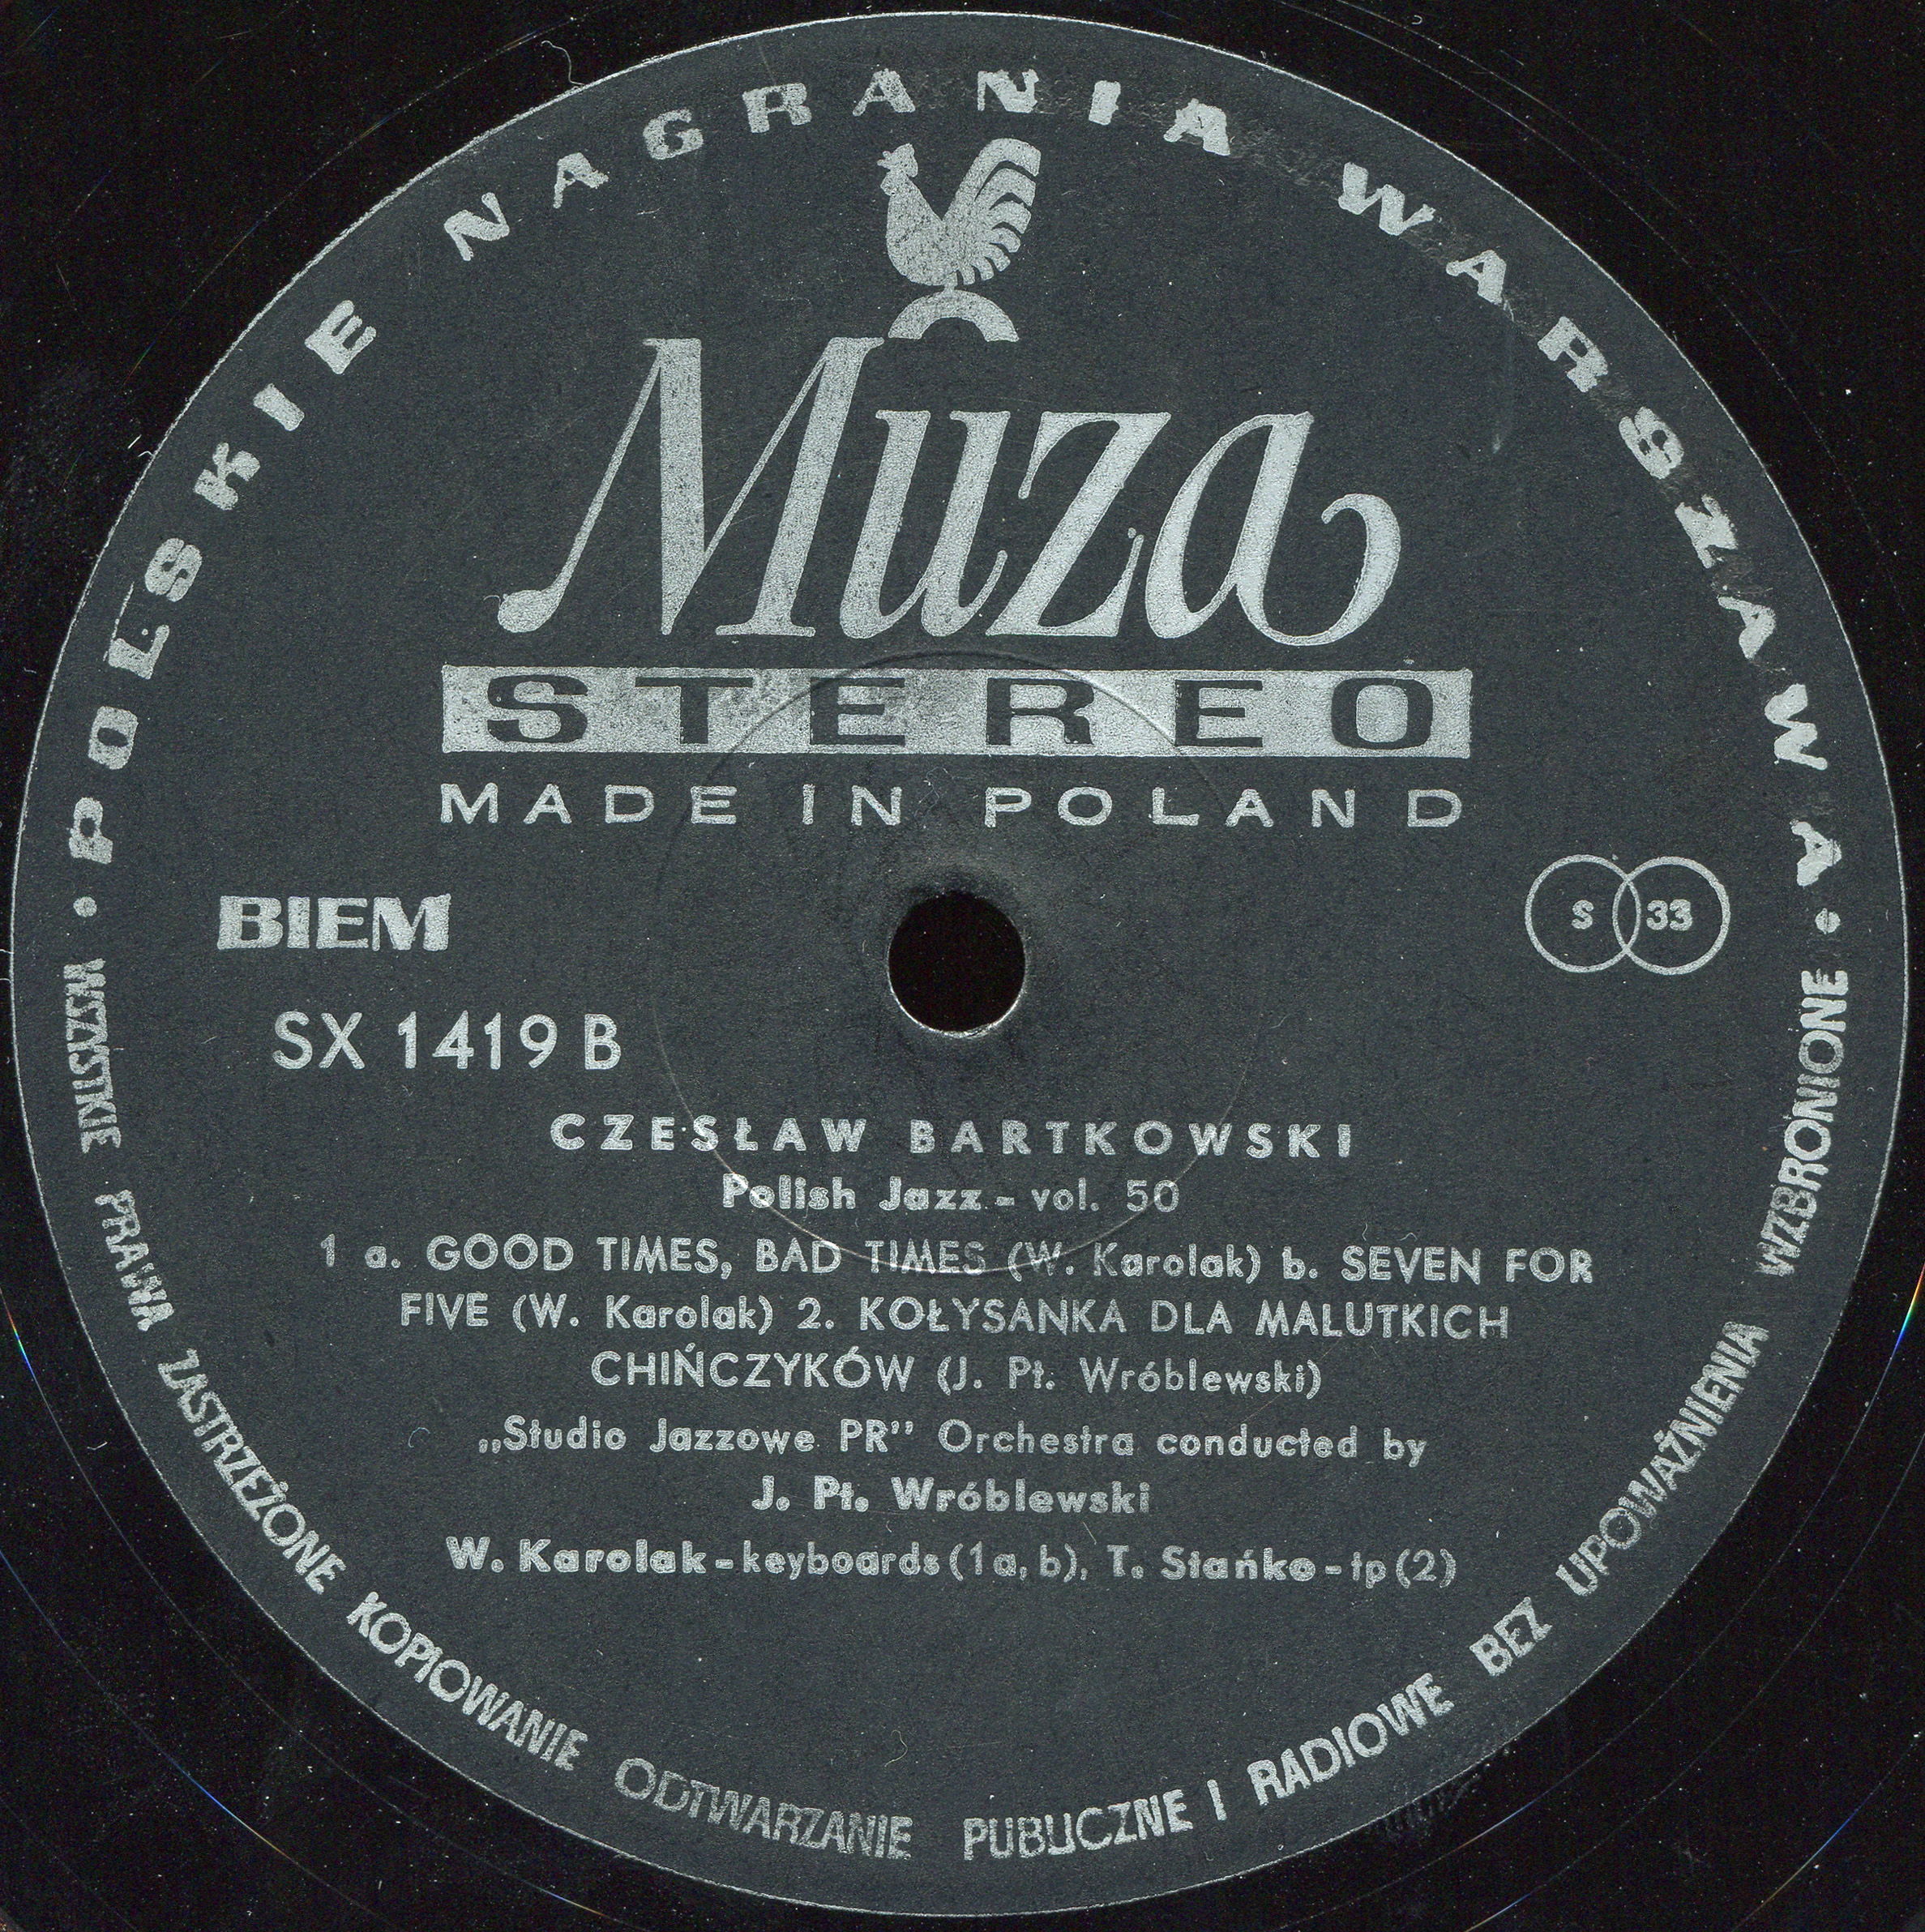 POLSKIE NAGRANIA WARSZAWA
Muza
STEREO
MADE IN POLAND
BIEM
S 33
SX 1419 B
CZESŁAW BARTKOWSKI
Polish Jazz - vol. 50
1 a. GOOD TIMES, BAD TIMES (W. Karolak) b. SEVEN FOR
FIVE (W. Karolak) 2. KOŁYSANKA DLA MALUTKICH
CHIŃCZYKÓW (J. Pt. Wróblewski)
„Studio Jazzowe PR” Orchestra conducted by
J. Pt. Wróblewski
W. Karolak - keyboards (1a, b), T. Stańko - tp (2)
• WSZYSTKIE PRAWA ZASTRZEŻONE KOPIOWANIE ODTWARZANIE PUBLICZNE I RADIOWE BEZ UPOWAŻNIENIA WZBRONIONE •